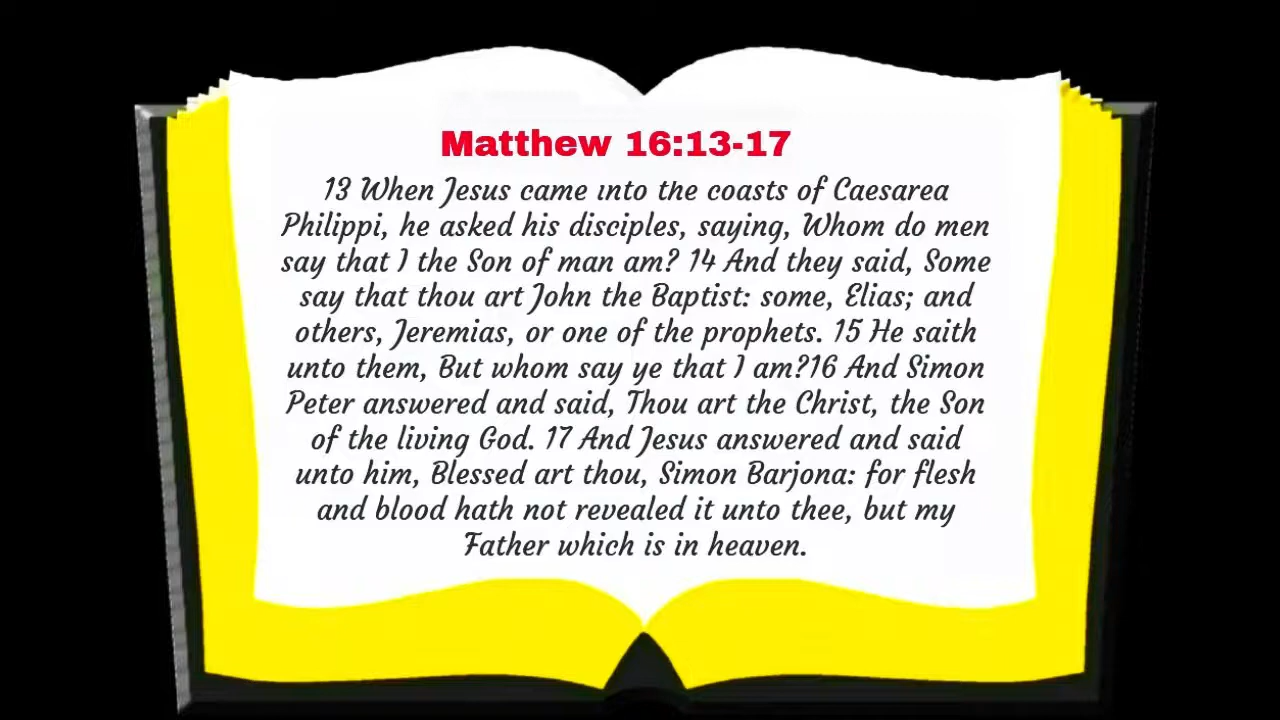 Matthew 16:13-17
13 When Jesus came into the coasts of Caesarea
Philippi, he asked his disciples, saying, Whom do men
say that I the Son of man am? 14 And they said, Some
say that thou art John the Baptist: some, Elias; and
others, Jeremias, or one of the prophets. 15 He saith
unto them, But whom say ye that I am?16 And Simon
Peter answered and said, Thou art the Christ, the Son
of the living God. 17 And Jesus answered and said
unto him, Blessed art thou, Simon Barjona: for flesh
and blood hath not revealed it unto thee, but my
Father which is in heaven.